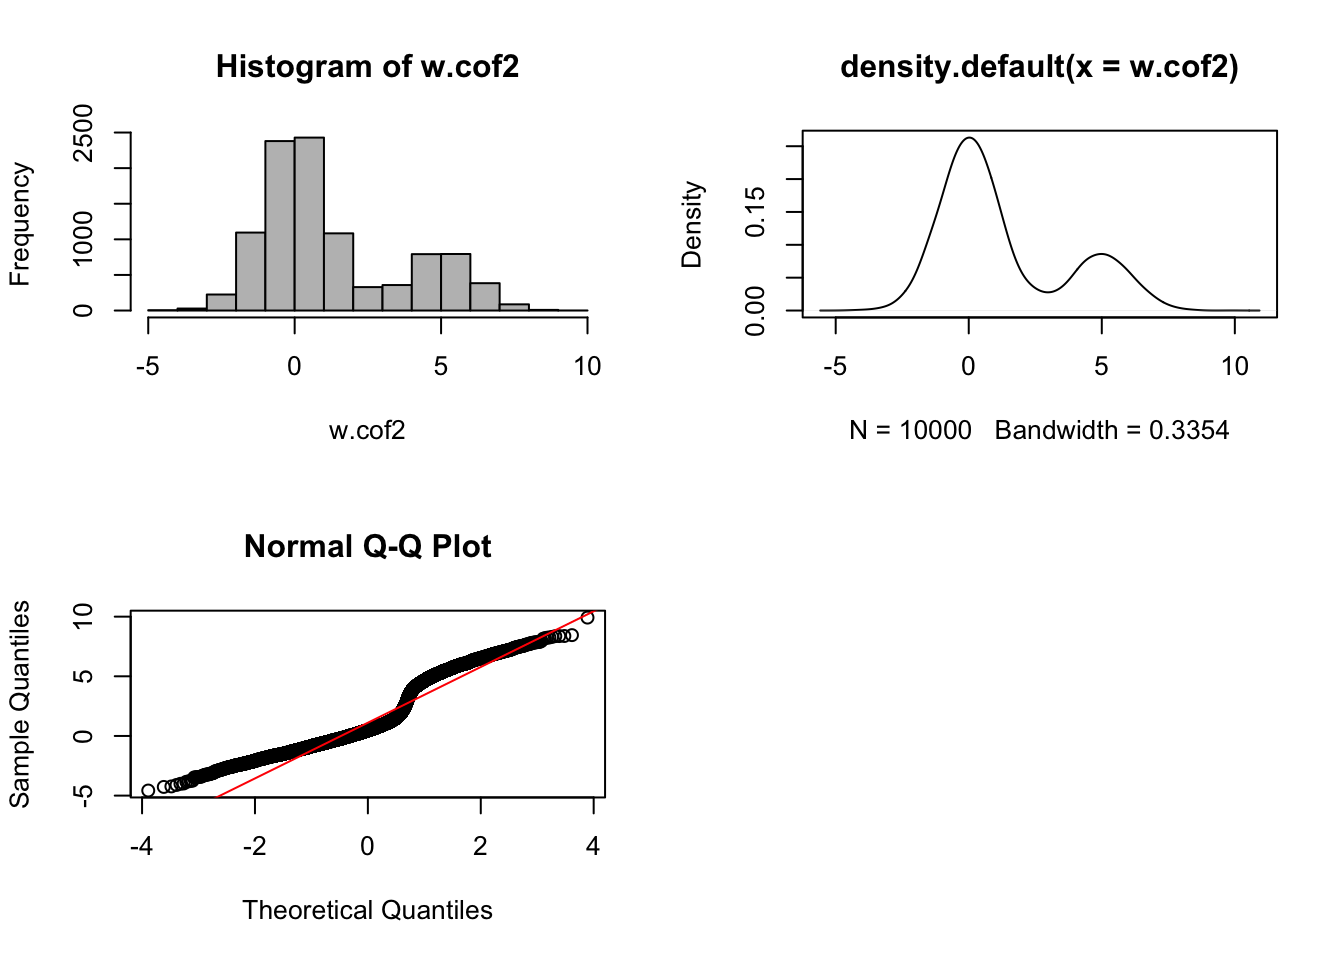 Histogram of w.cof2
Frequency
2500
1000
0
-5 0 5 10
w.cof2
density.default(x = w.cof2)
Density
0.15
0.00
-5 0 5 10
N = 10000 Bandwidth = 0.3354
Normal Q-Q Plot
Sample Quantiles
10
5
0
-5
-4 -2 0 2 4
Theoretical Quantiles